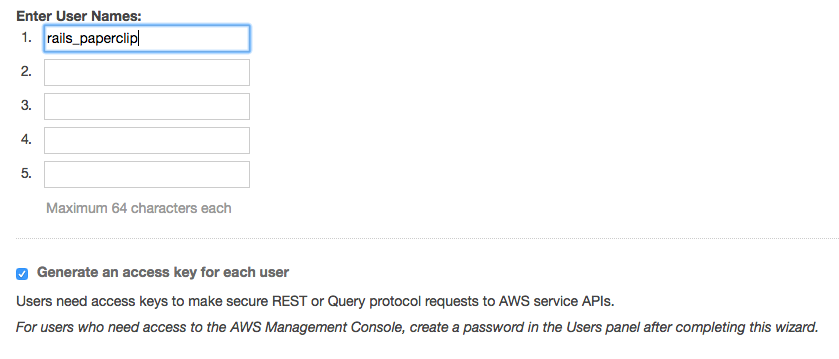 Enter User Names:
1. rails_paperclip
2.
3.
4.
5.
Maximum 64 characters each
Generate an access key for each user
Users need access keys to make secure REST or Query protocol requests to AWS service APIs.
For users who need access to the AWS Management Console, create a password in the Users panel after completing this wizard.